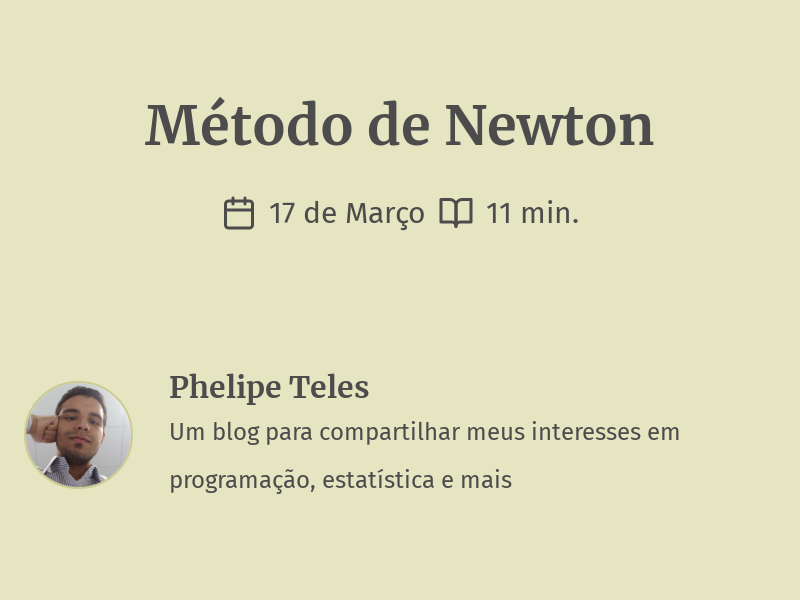 Método de Newton
17 de Março 11 min.
Phelipe Teles
Um blog para compartilhar meus interesses em
programação, estatística e mais